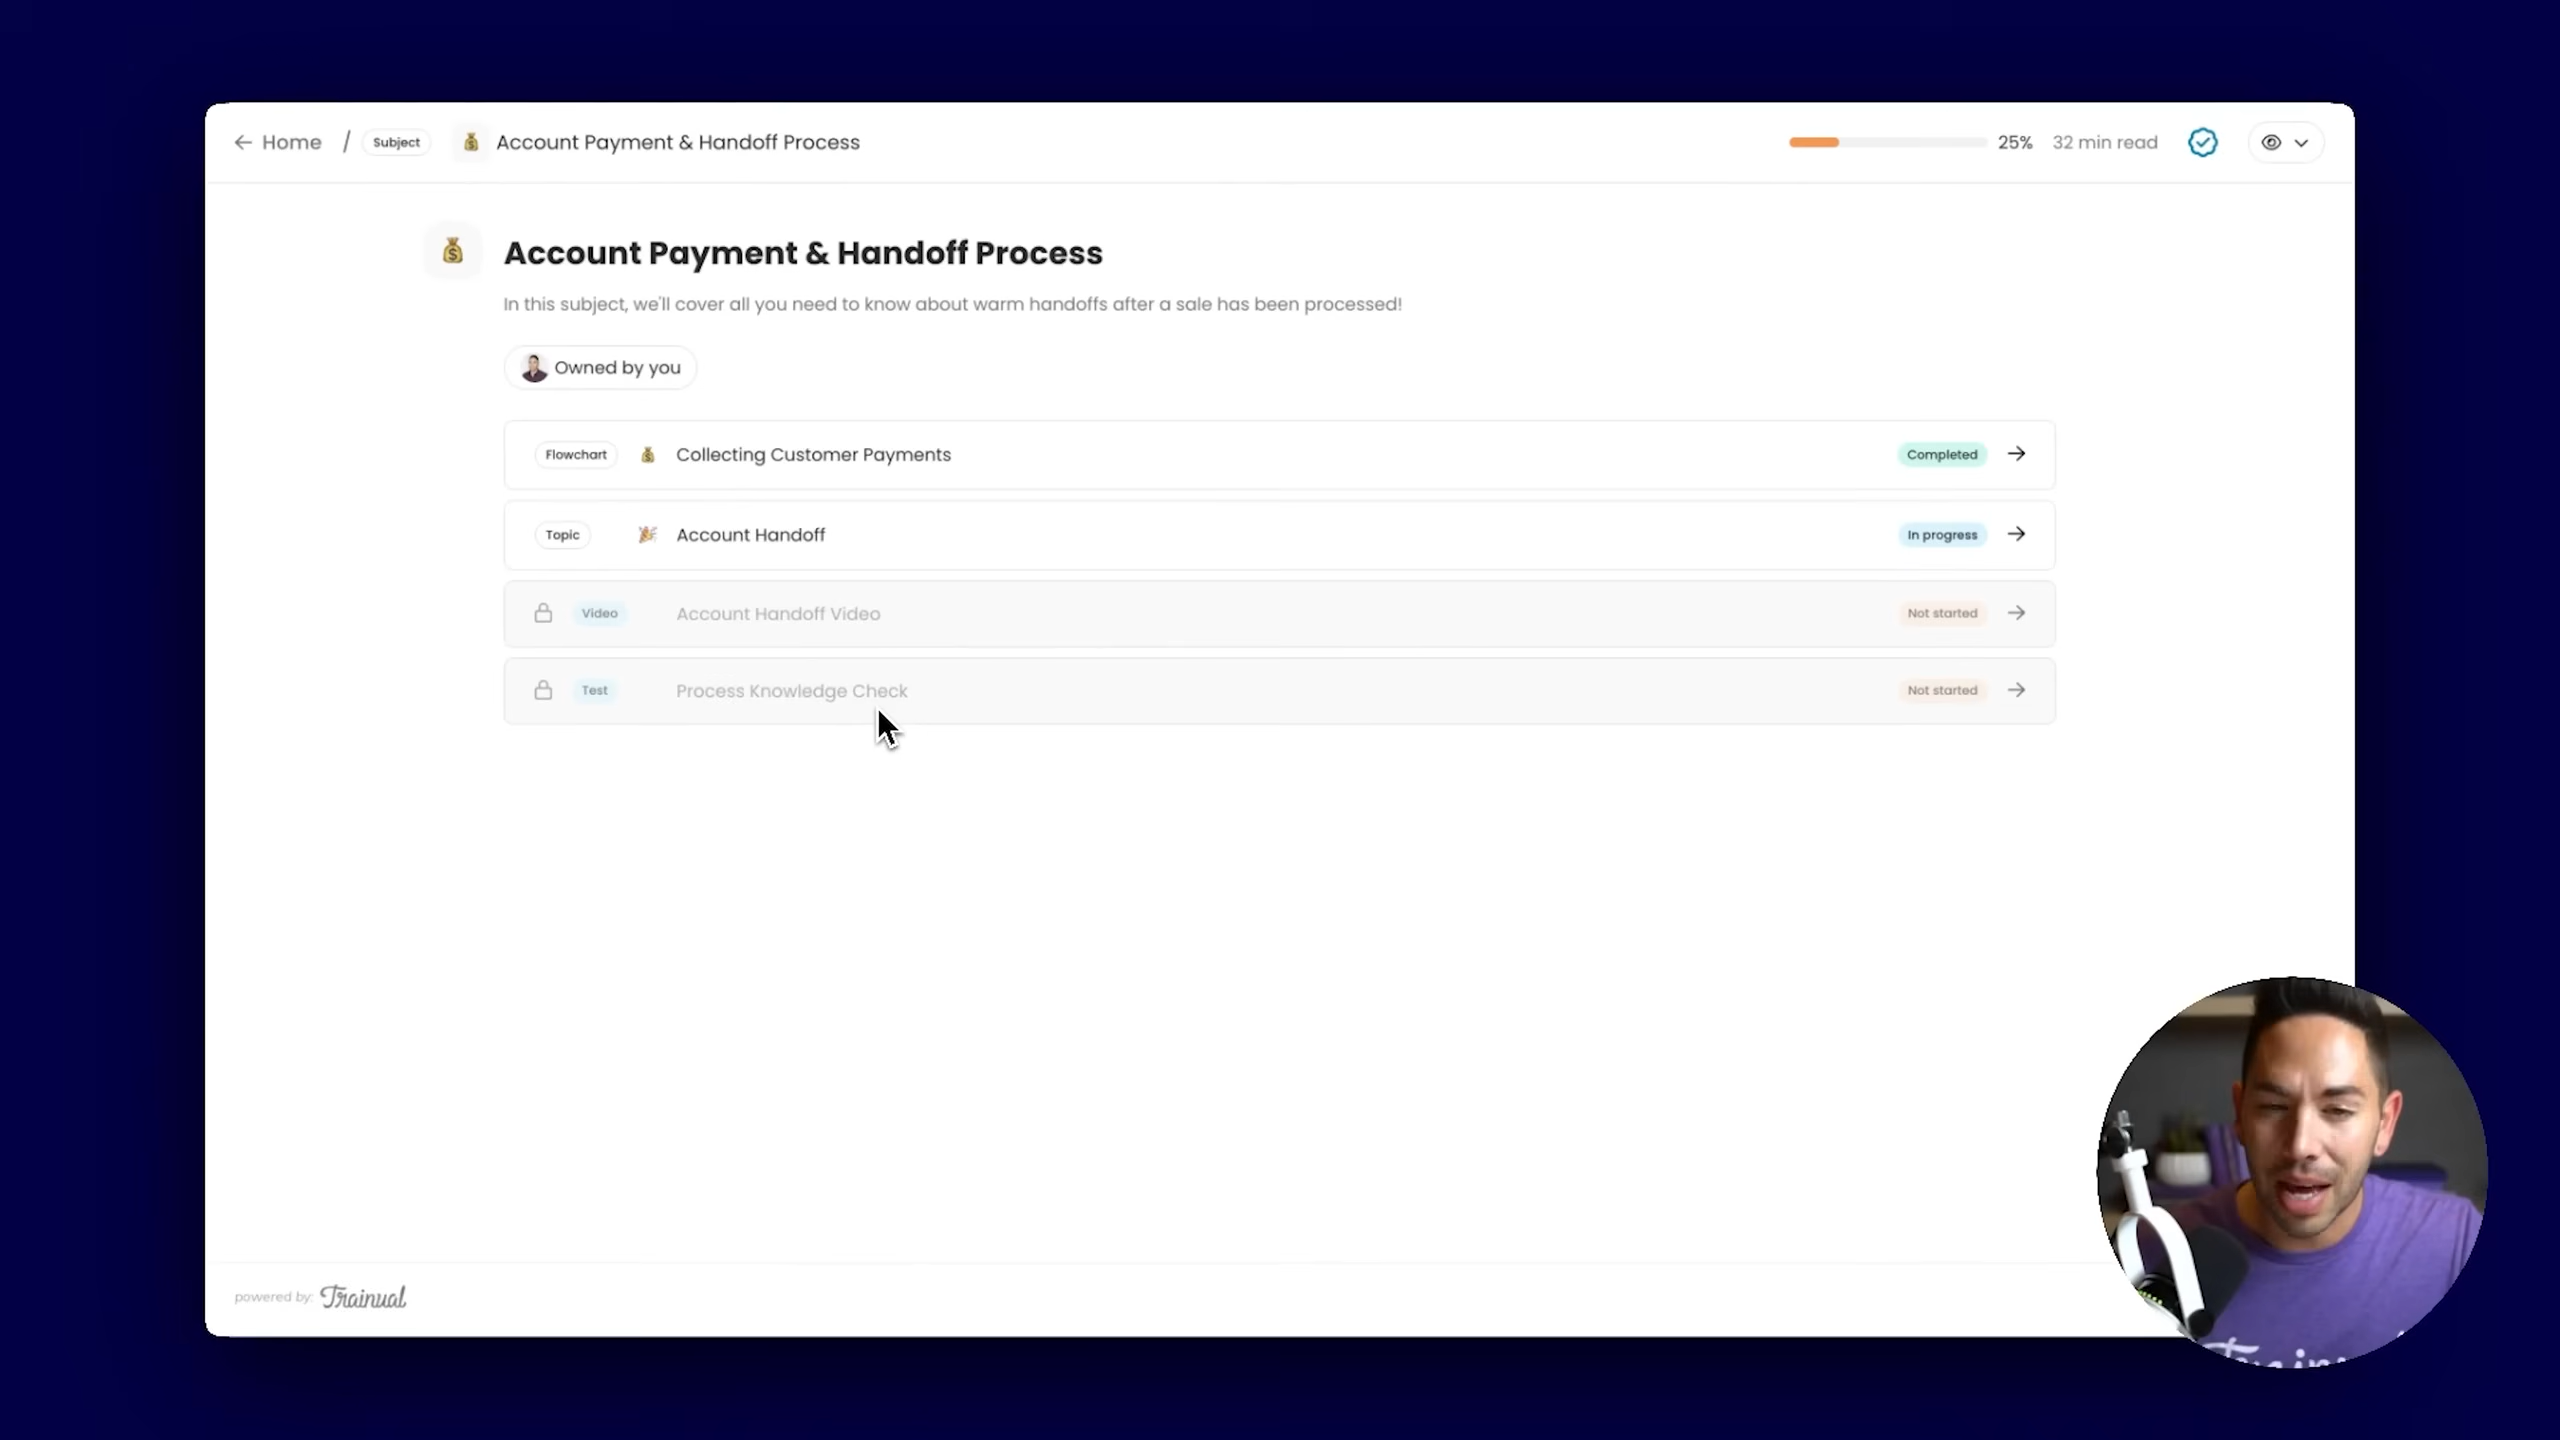 Home / Subject Account Payment & Handoff Process 25% 32 min read
Account Payment & Handoff Process
In this subject, we'll cover all you need to know about warm handoffs after a sale has been processed!
Owned by you
Flowchart Collecting Customer Payments Completed
Topic Account Handoff In progress
Video Account Handoff Video Not started
Test Process Knowledge Check Not started
powered by: Trainual